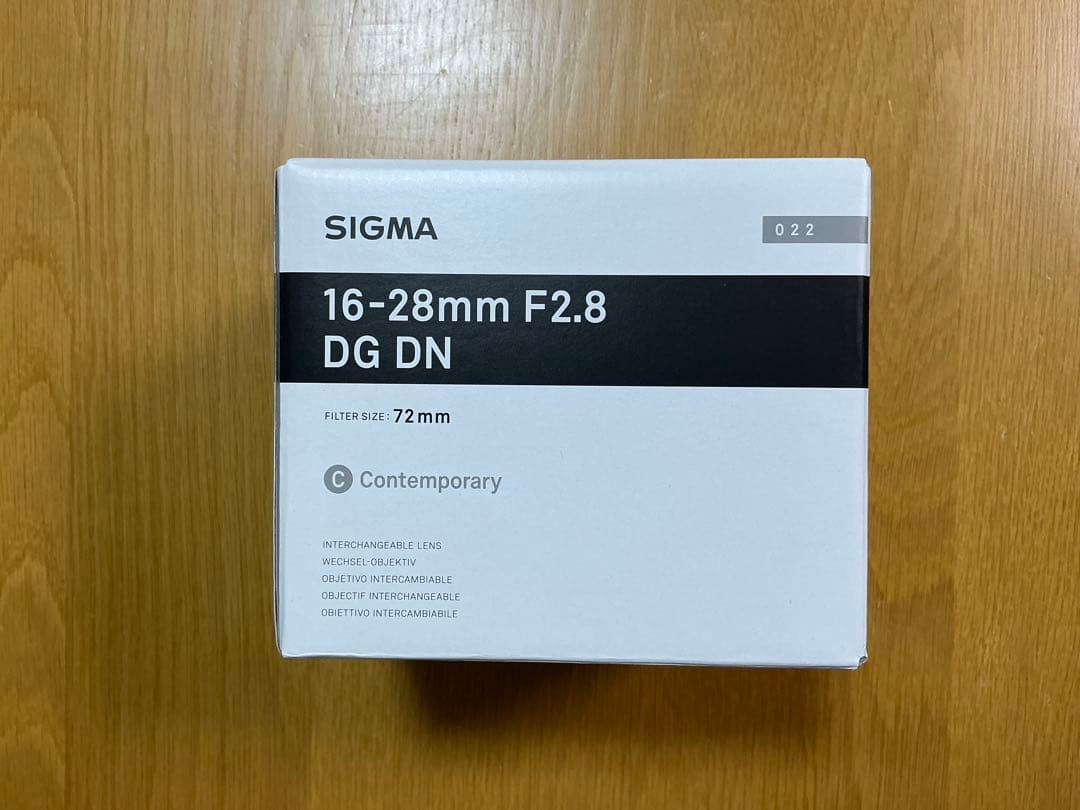 SIGMA
022
16-28mm F2.8
DG DN
FILTER SIZE: 72mm
C Contemporary
INTERCHANGEABLE LENS
WECHSEL-OBJEKTIV
OBJETIVO INTERCAMBIABLE
OBJECTIF INTERCHANGEABLE
OBIETTIVO INTERCAMBIABILE